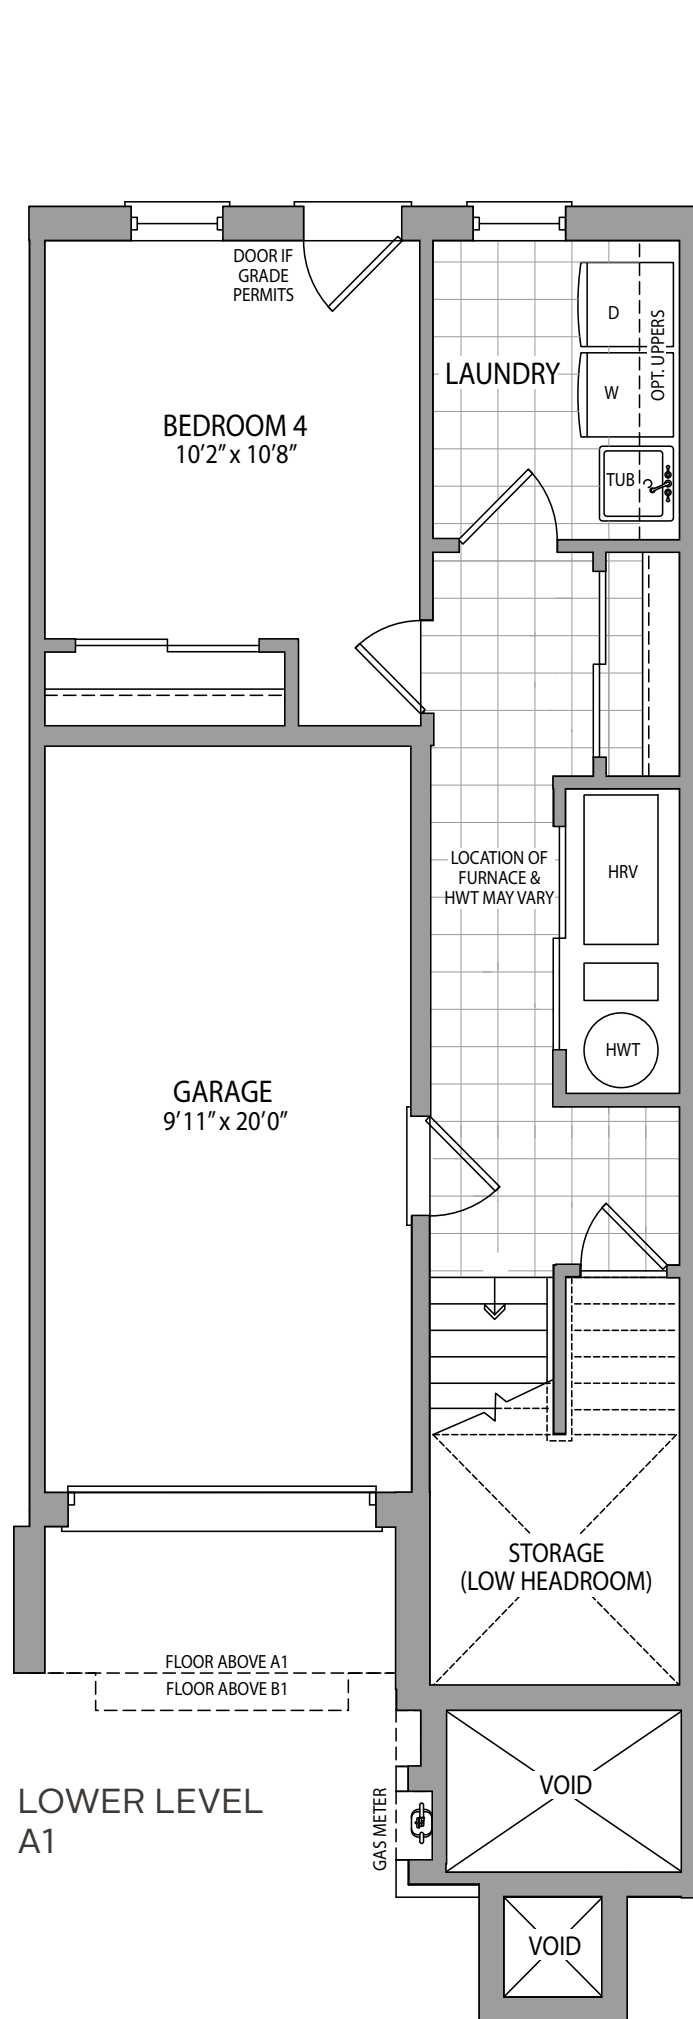 DOOR IF
GRADE
PERMITS
D
OPT. UPPERS
LAUNDRY
W
BEDROOM 4
10'2" x 10'8"
TUB
LOCATION OF
FURNACE &
HWT MAY VARY
HRV
HWT
GARAGE
9'11" x 20'0"
STORAGE
(LOW HEADROOM)
FLOOR ABOVE A1
FLOOR ABOVE B1
VOID
GAS METER
LOWER LEVEL
A1
VOID